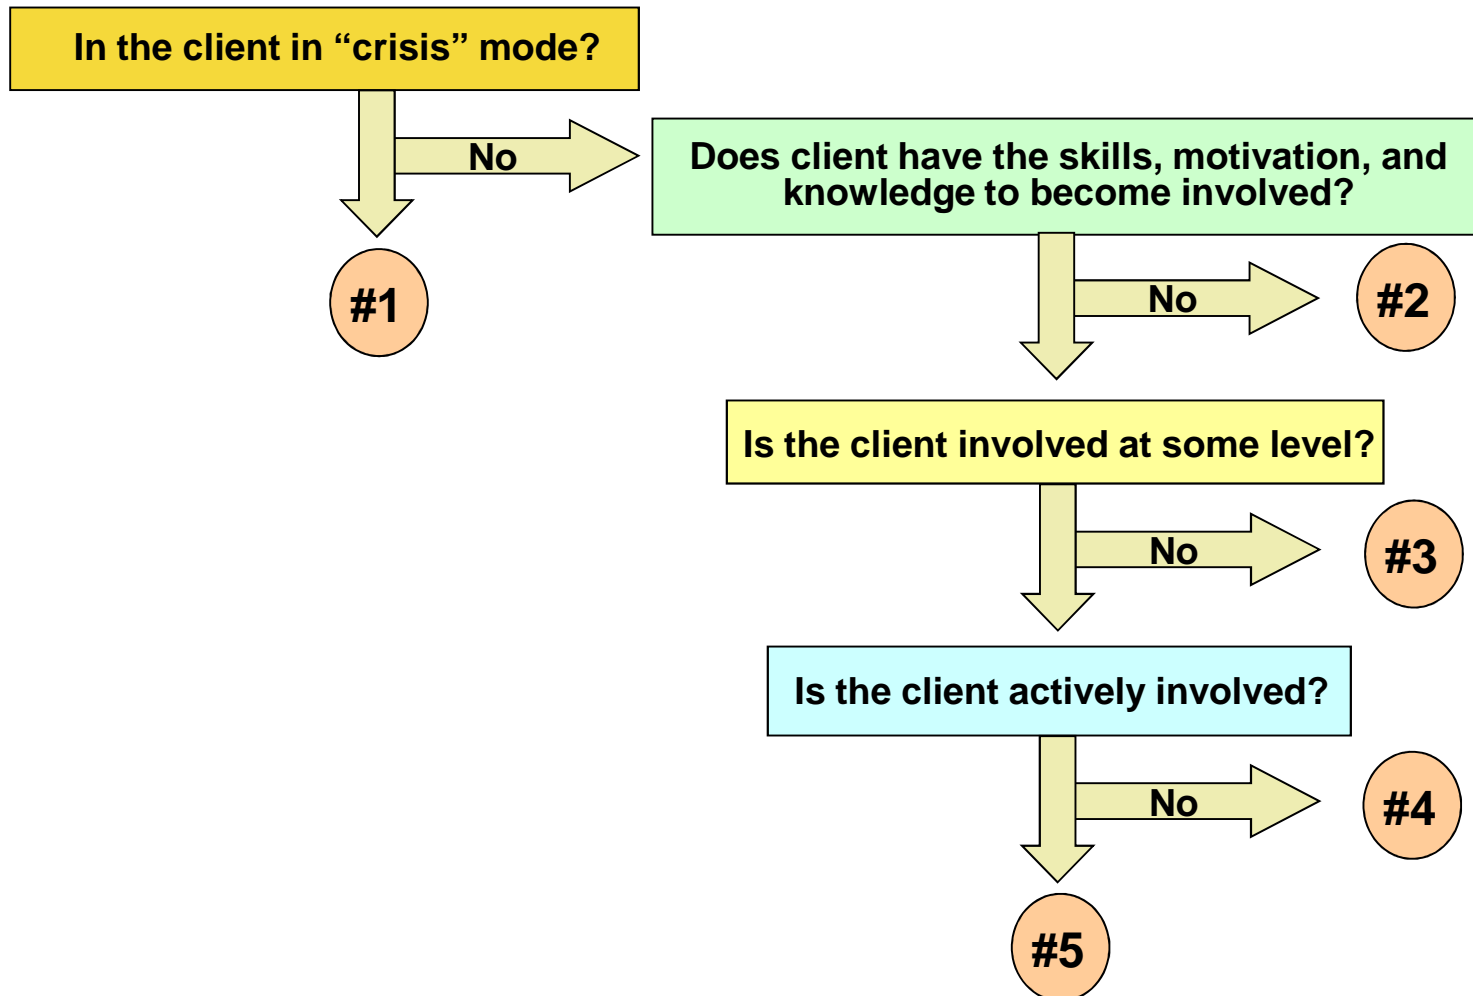 In the client in “crisis” mode?
No
Does client have the skills, motivation, and
knowledge to become involved?
#1
No
#2
Is the client involved at some level?
No
#3
Is the client actively involved?
No
#4
#5